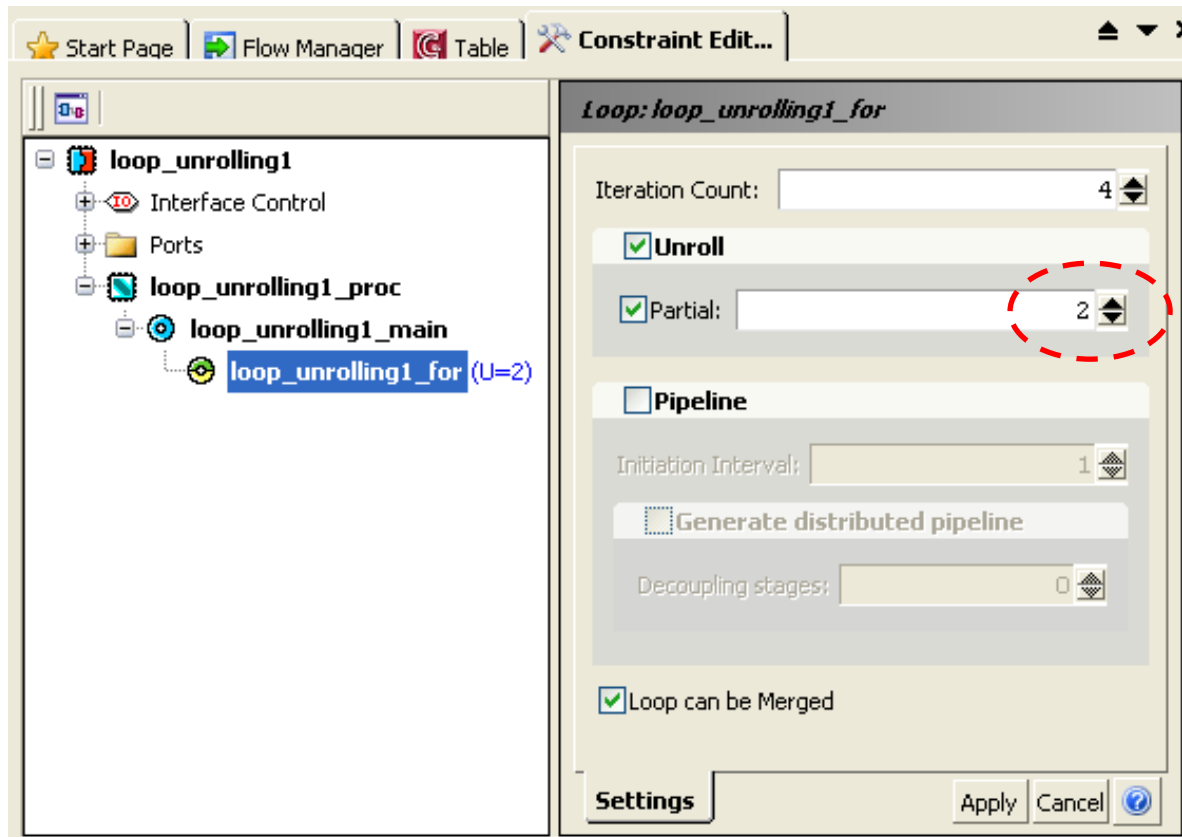 Start Page
Flow Manager
Table
Constraint Edit...
Loop: loop_unrolling1_for
loop_unrolling1
IO Interface Control
Ports
loop_unrolling1_proc
loop_unrolling1_main
loop_unrolling1_for (U=2)
Iteration Count: 4
Unroll
Partial: 2
Pipeline
Initiation Interval: 1
Generate distributed pipeline
Decoupling stages: 0
Loop can be Merged
Settings
Apply
Cancel
?